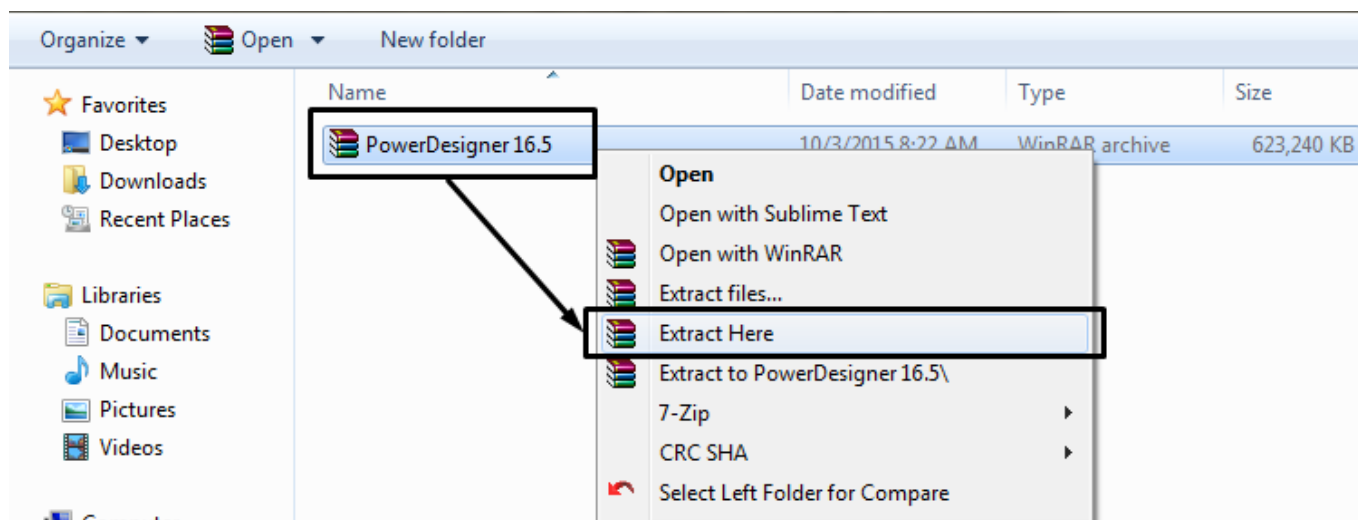 Organize Open New folder
Name Date modified Type Size
Favorites
Desktop
Downloads
Recent Places
Libraries
Documents
Music
Pictures
Videos
PowerDesigner 16.5 10/3/2015 8:22 AM WinRAR archive 623,240 KB
Open
Open with Sublime Text
Open with WinRAR
Extract files...
Extract Here
Extract to PowerDesigner 16.5\
7-Zip
CRC SHA
Select Left Folder for Compare